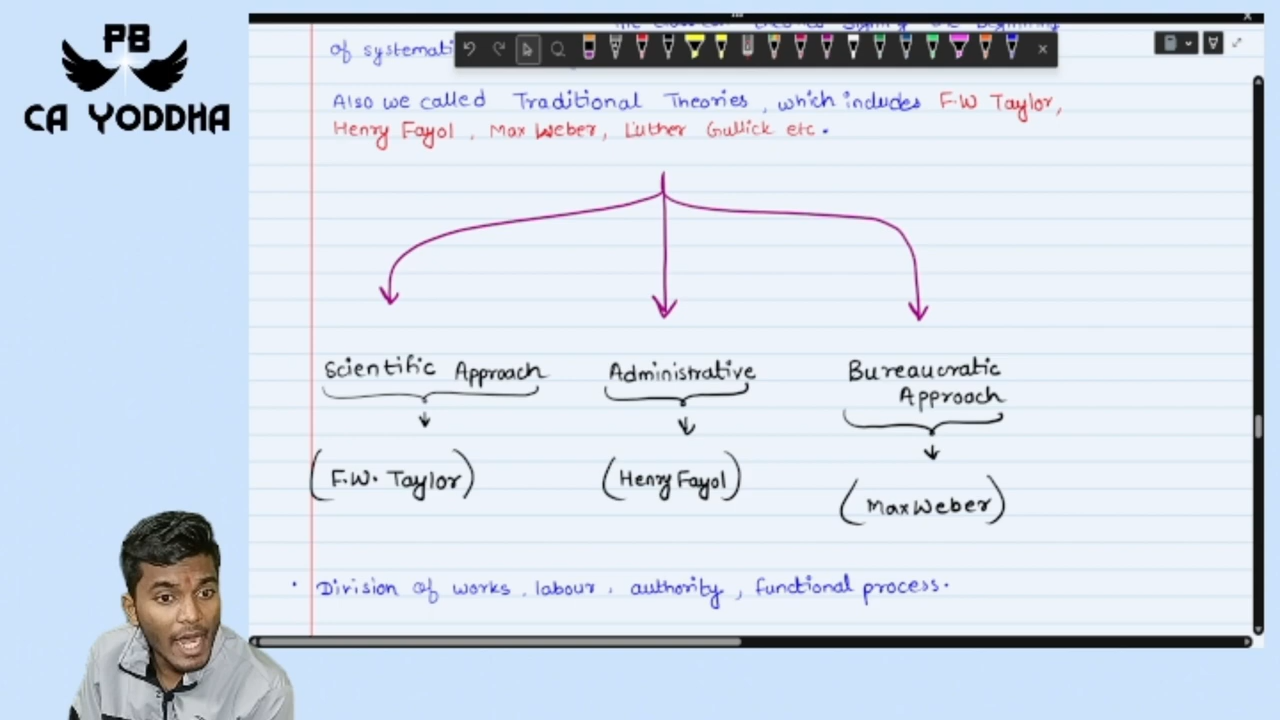 PB
CA YODDHA
of systemati
Also we called Traditional Theories, which includes F.W Taylor,
Henry Fayol, Max Weber, Luther Gullick etc.
Scientific Approach
Administrative
Bureaucratic
Approach
(F.W. Taylor)
(Henry Fayol)
(Max Weber)
• Division of works, labour, authority, functional process.